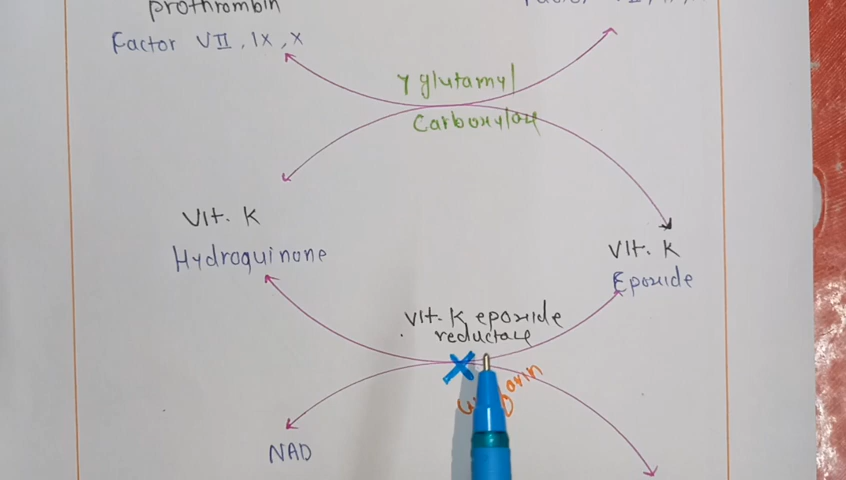 prothrombin
Factor VII, IX, X
γ glutamyl
Carboxylase
Vit. K
Hydroquinone
Vit. K
Epoxide
Vit. K epoxide
reductase
NAD